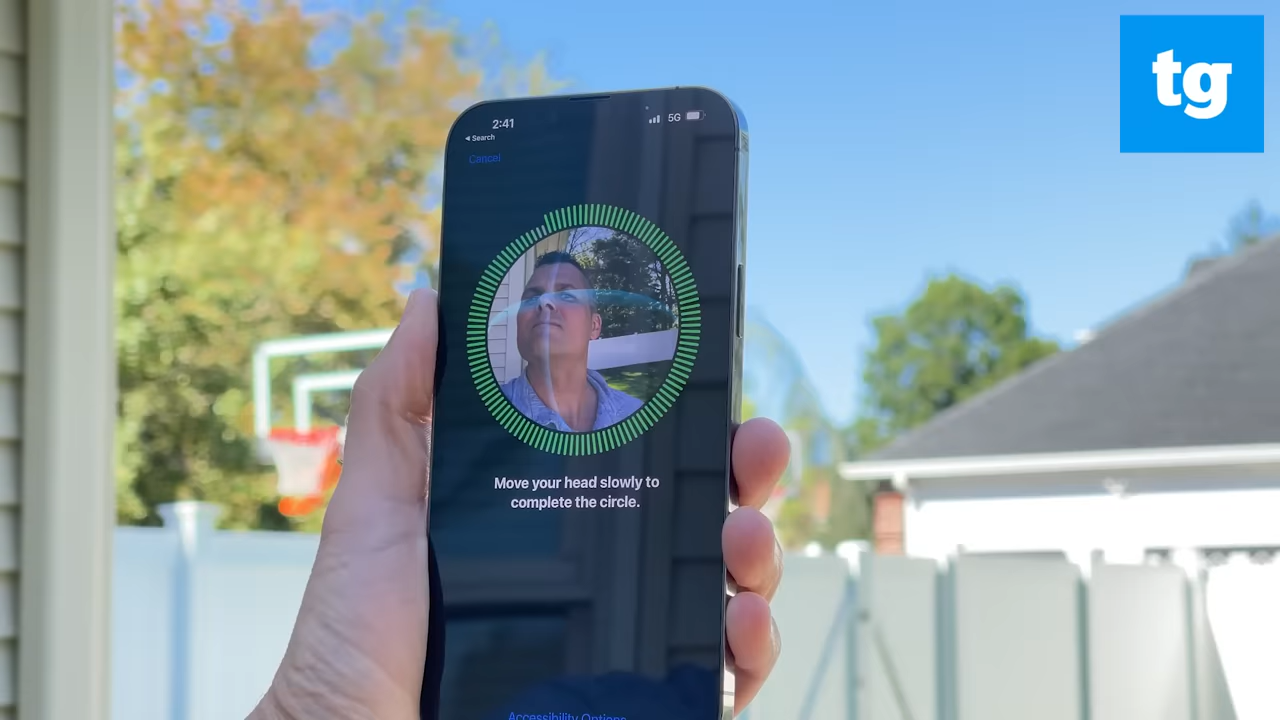 tg
2:41
5G
◀ Search
Cancel
Move your head slowly to
complete the circle.
Accessibility Options